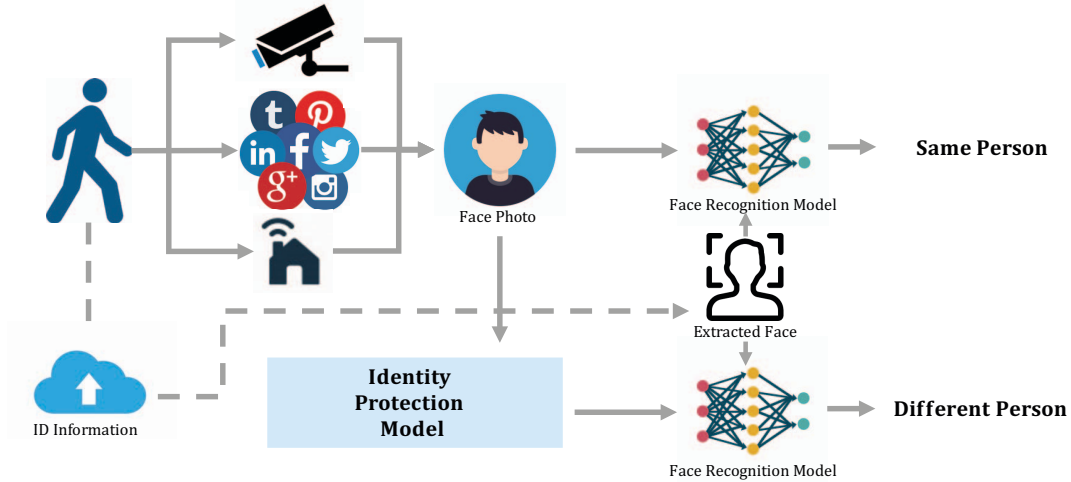 t
in
f
g+
Face Photo
Same Person
Face Recognition Model
Extracted Face
ID Information
Identity
Protection
Model
Different Person
Face Recognition Model